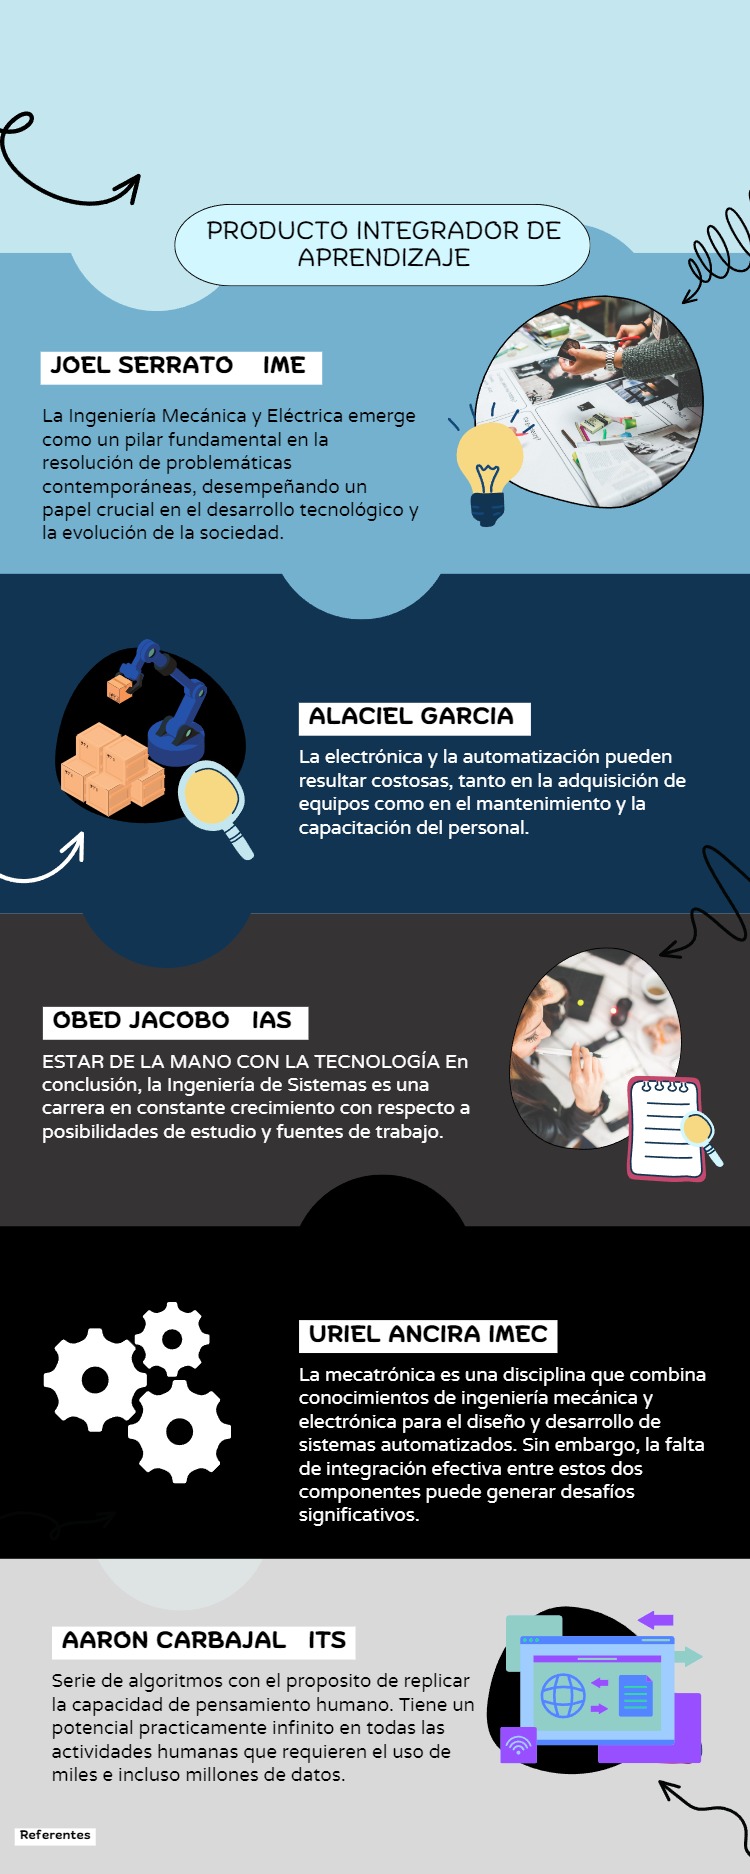 PRODUCTO INTEGRADOR DE
APRENDIZAJE
JOEL SERRATO IME
La Ingeniería Mecánica y Eléctrica emerge
como un pilar fundamental en la
resolución de problemáticas
contemporáneas, desempeñando un
papel crucial en el desarrollo tecnológico y
la evolución de la sociedad.
ALACIEL GARCIA
La electrónica y la automatización pueden
resultar costosas, tanto en la adquisición de
equipos como en el mantenimiento y la
capacitación del personal.
OBED JACOBO IAS
ESTAR DE LA MANO CON LA TECNOLOGÍA En
conclusión, la Ingeniería de Sistemas es una
carrera en constante crecimiento con respecto a
posibilidades de estudio y fuentes de trabajo.
URIEL ANCIRA IMEC
La mecatrónica es una disciplina que combina
conocimientos de ingeniería mecánica y
electrónica para el diseño y desarrollo de
sistemas automatizados. Sin embargo, la falta
de integración efectiva entre estos dos
componentes puede generar desafíos
significativos.
AARON CARBAJAL ITS
Serie de algoritmos con el proposito de replicar
la capacidad de pensamiento humano. Tiene un
potencial practicamente infinito en todas las
actividades humanas que requieren el uso de
miles e incluso millones de datos.
Referentes